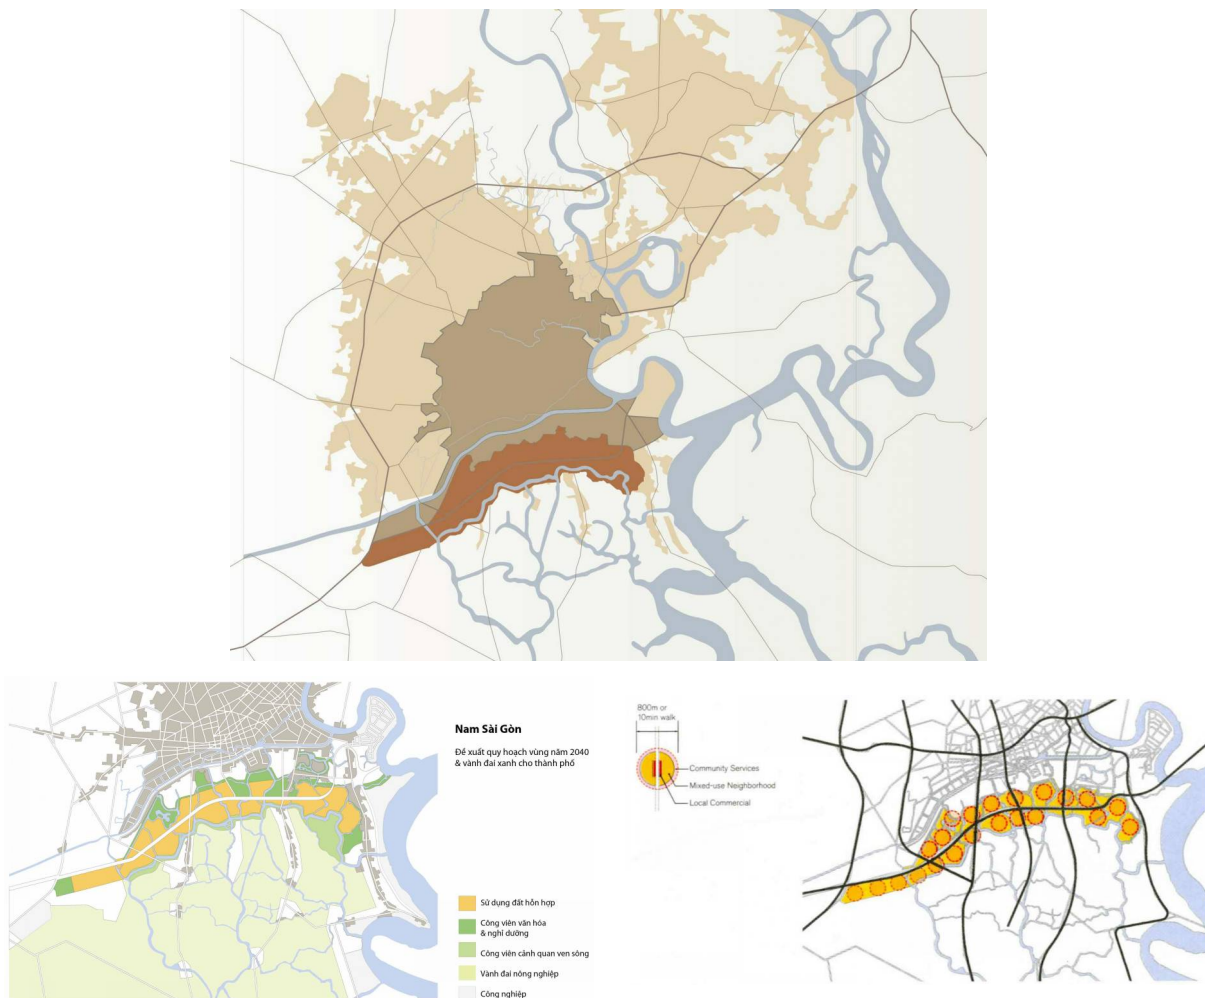 Nam Sài Gòn
Đề xuất quy hoạch vùng năm 2040
& vành đai xanh cho thành phố
Sử dụng đất hỗn hợp
Công viên văn hóa
& nghỉ dưỡng
Công viên cảnh quan ven sông
Vành đai nông nghiệp
Công nghiệp
800m or
10min walk
Community Services
Mixed-use Neighborhood
Local Commercial